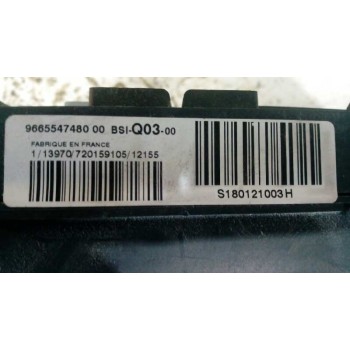 9665547480 00 BSI-Q03-00
FABRIQUE EN FRANCE
1/13970/720159105/12155
S180121003H